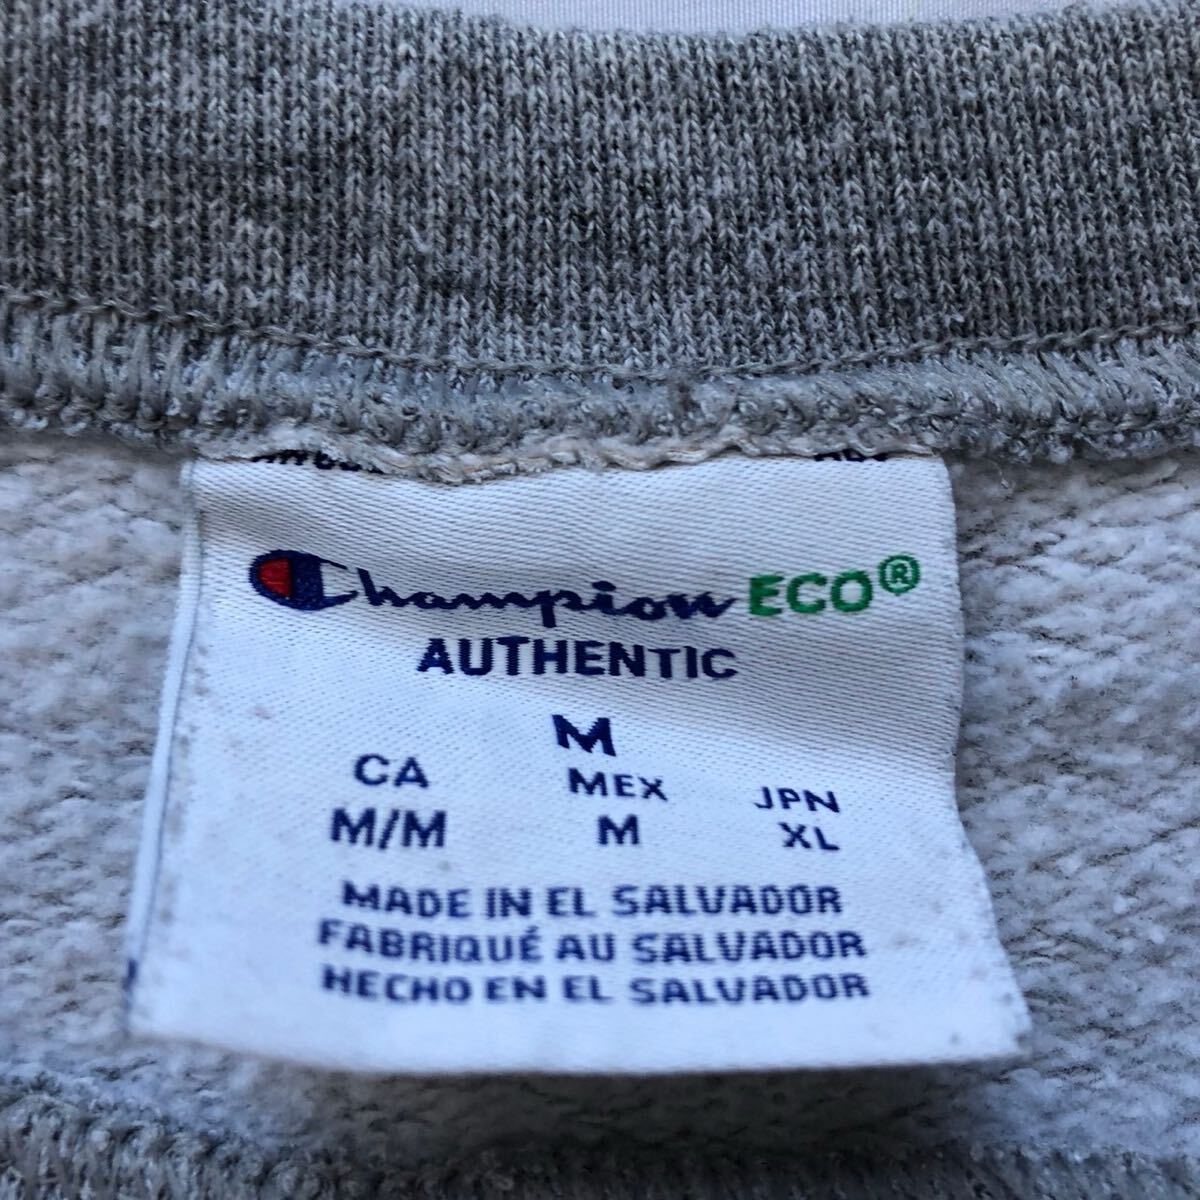 Champion ECO®
AUTHENTIC
M
CA MEX JPN
M/M M XL
MADE IN EL SALVADOR
FABRIQUÉ AU SALVADOR
HECHO EN EL SALVADOR